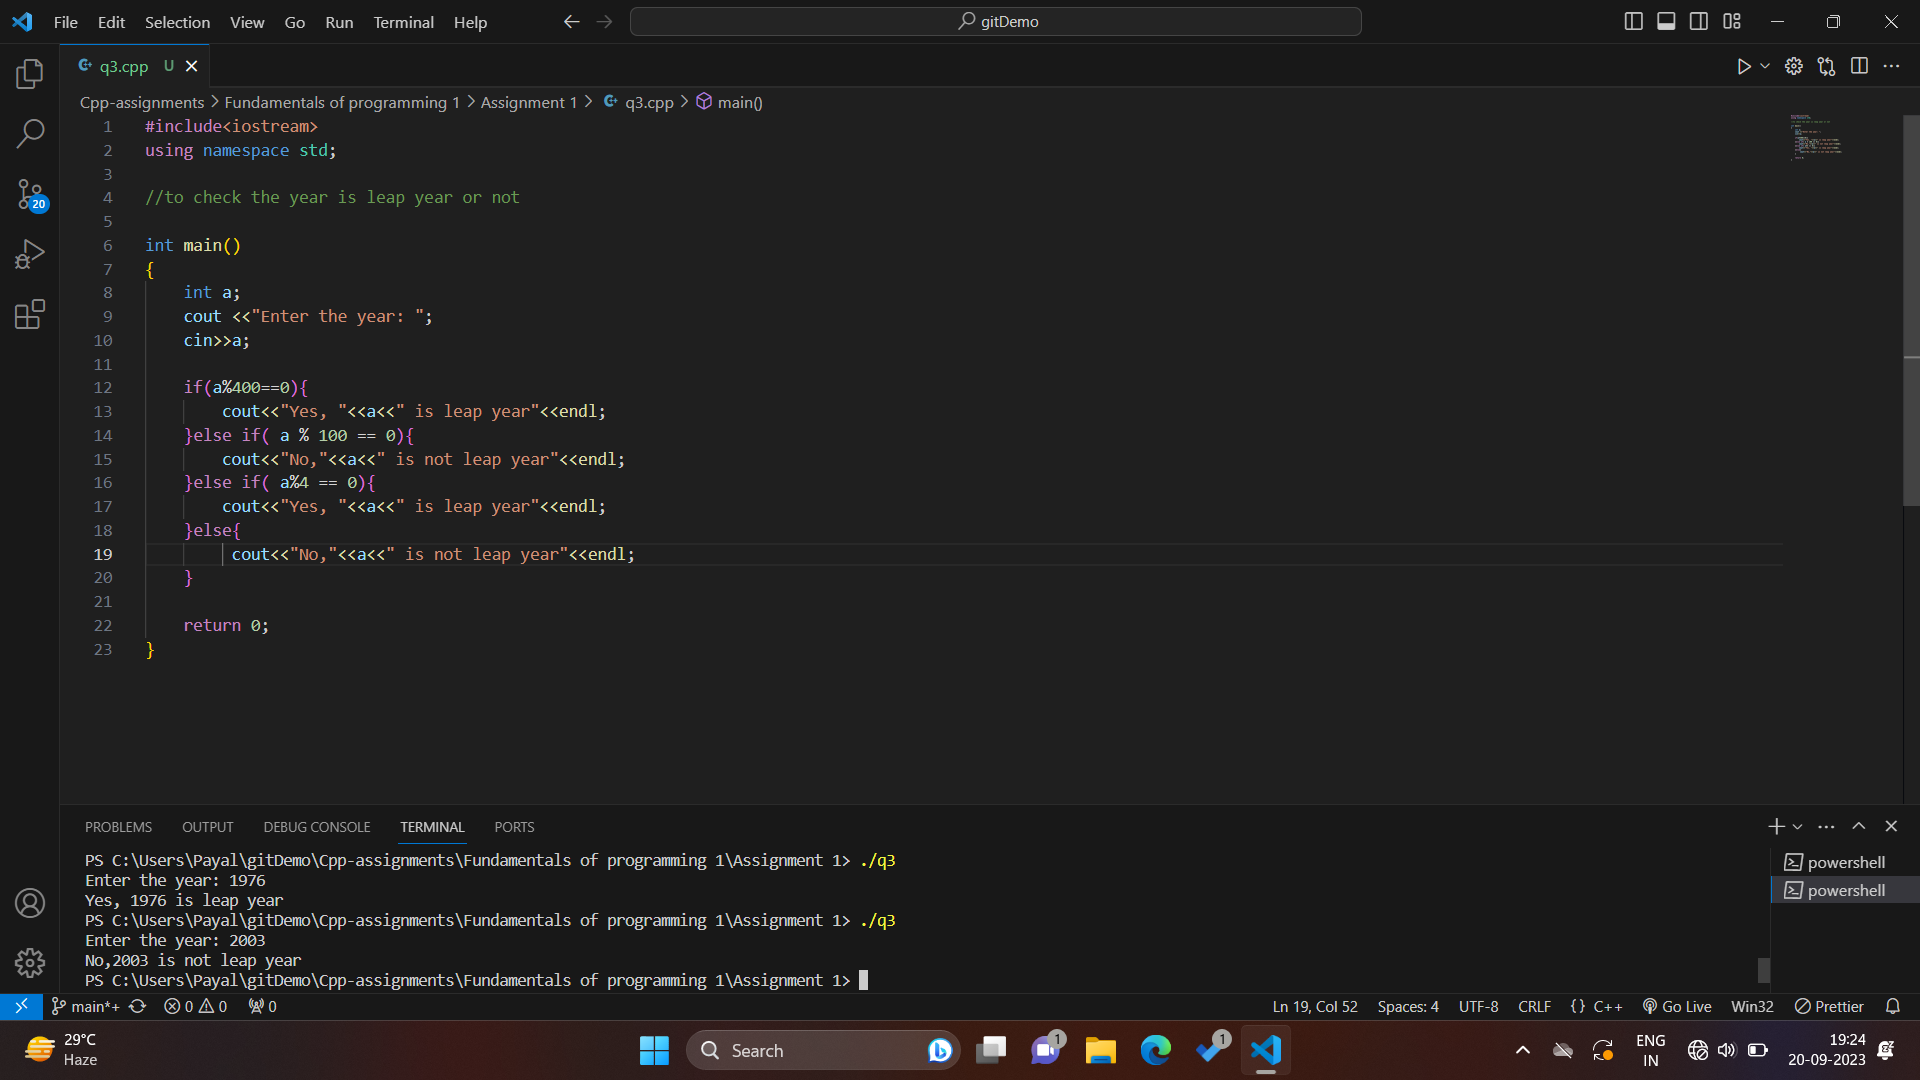 File Edit Selection View Go Run Terminal Help
gitDemo
q3.cpp U
Cpp-assignments > Fundamentals of programming 1 > Assignment 1 > q3.cpp > main()
1 #include<iostream>
2 using namespace std;
3
4 //to check the year is leap year or not
5
6 int main()
7 {
8 int a;
9 cout <<"Enter the year: ";
10 cin>>a;
11
12 if(a%400==0){
13 cout<<"Yes, "<<a<<" is leap year"<<endl;
14 }else if( a % 100 == 0){
15 cout<<"No,"<<a<<" is not leap year"<<endl;
16 }else if( a%4 == 0){
17 cout<<"Yes, "<<a<<" is leap year"<<endl;
18 }else{
19 cout<<"No,"<<a<<" is not leap year"<<endl;
20 }
21
22 return 0;
23 }
20
PROBLEMS OUTPUT DEBUG CONSOLE TERMINAL PORTS
PS C:\Users\Payal\gitDemo\Cpp-assignments\Fundamentals of programming 1\Assignment 1> ./q3
Enter the year: 1976
Yes, 1976 is leap year
PS C:\Users\Payal\gitDemo\Cpp-assignments\Fundamentals of programming 1\Assignment 1> ./q3
Enter the year: 2003
No,2003 is not leap year
PS C:\Users\Payal\gitDemo\Cpp-assignments\Fundamentals of programming 1\Assignment 1>
powershell
powershell
main*+ 0 0 0 Ln 19, Col 52 Spaces: 4 UTF-8 CRLF {} C++ Go Live Win32 Prettier
29°C
Haze
Search
1
1
ENG
IN
19:24
20-09-2023